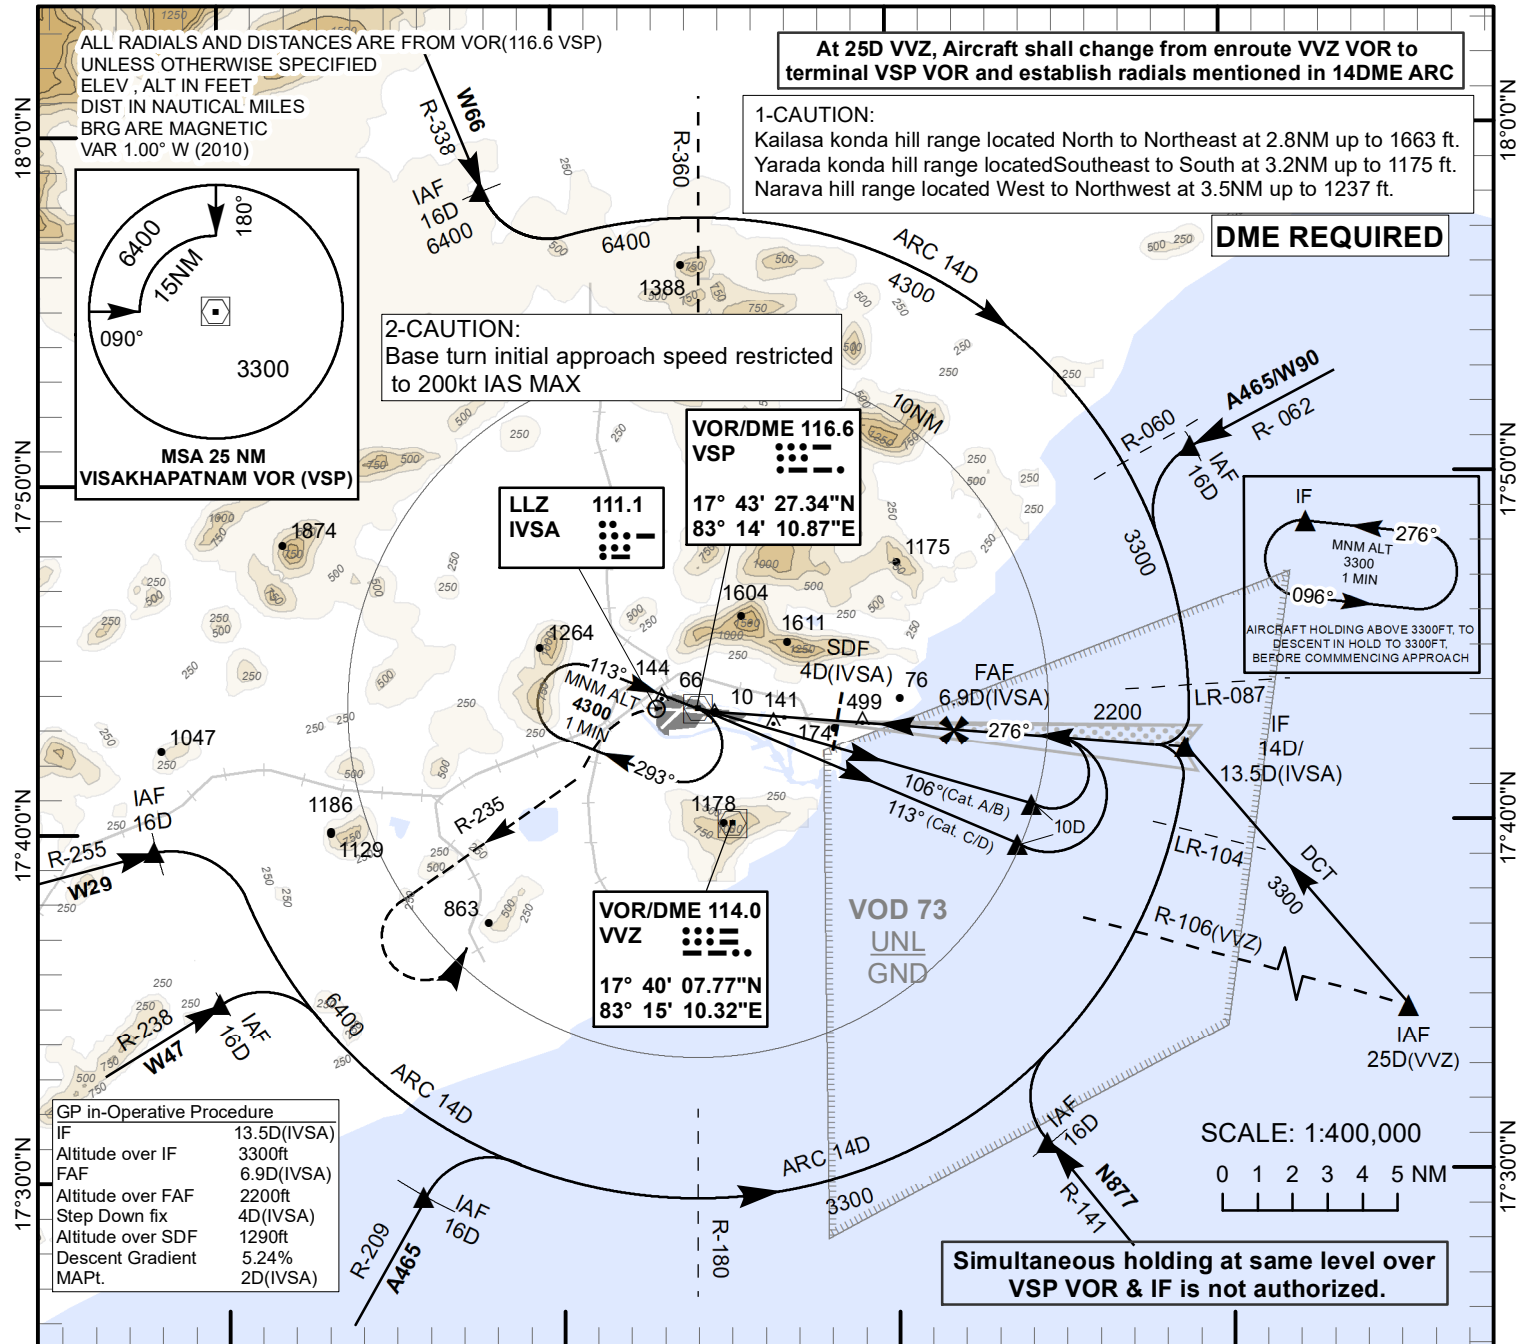 ALL RADIALS AND DISTANCES ARE FROM VOR(116.6 VSP)
UNLESS OTHERWISE SPECIFIED
ELEV , ALT IN FEET
DIST IN NAUTICAL MILES
BRG ARE MAGNETIC
VAR 1.00° W (2010)
At 25D VVZ, Aircraft shall change from enroute VVZ VOR to
terminal VSP VOR and establish radials mentioned in 14DME ARC
1-CAUTION:
Kailasa konda hill range located North to Northeast at 2.8NM up to 1663 ft.
Yarada konda hill range locatedSoutheast to South at 3.2NM up to 1175 ft.
Narava hill range located West to Northwest at 3.5NM up to 1237 ft.
DME REQUIRED
18°0'0"N
18°0'0"N
W66
R-338
IAF
16D
6400
R-360
6400
ARC 14D
4300
1388
6400
15NM
180°
090°
3300
MSA 25 NM
VISAKHAPATNAM VOR (VSP)
2-CAUTION:
Base turn initial approach speed restricted
to 200kt IAS MAX
10NM
A465/W90
R- 062
R-060
IAF
16D
3300
17°50'0"N
17°50'0"N
VOR/DME 116.6
VSP
17° 43' 27.34"N
83° 14' 10.87"E
LLZ 111.1
IVSA
IF
276°
MNM ALT
3300
1 MIN
096°
AIRCRAFT HOLDING ABOVE 3300FT, TO
DESCENT IN HOLD TO 3300FT,
BEFORE COMMMENCING APPROACH
1874
1175
1604
1611
1264
SDF
4D(IVSA)
FAF
6.9D(IVSA)
76
113°
144
66
10
141
499
174
MNM ALT
4300
1 MIN
293°
276°
2200
LR-087
IF
14D/
13.5D(IVSA)
1047
106° (Cat. A/B)
113° (Cat. C/D)
10D
LR-104
DCT
3300
R-106(VVZ)
IAF
25D(VVZ)
1186
1129
1178
863
R-235
IAF
16D
R-255
W29
17°40'0"N
17°40'0"N
VOR/DME 114.0
VVZ
17° 40' 07.77"N
83° 15' 10.32"E
VOD 73
UNL
GND
R-238
W47
IAF
16D
6400
ARC 14D
GP in-Operative Procedure
IF 13.5D(IVSA)
Altitude over IF 3300ft
FAF 6.9D(IVSA)
Altitude over FAF 2200ft
Step Down fix 4D(IVSA)
Altitude over SDF 1290ft
Descent Gradient 5.24%
MAPt. 2D(IVSA)
IAF
16D
R-209
A465
R-180
ARC 14D
3300
IAF
16D
N877
R-141
SCALE: 1:400,000
0 1 2 3 4 5 NM
17°30'0"N
17°30'0"N
Simultaneous holding at same level over
VSP VOR & IF is not authorized.